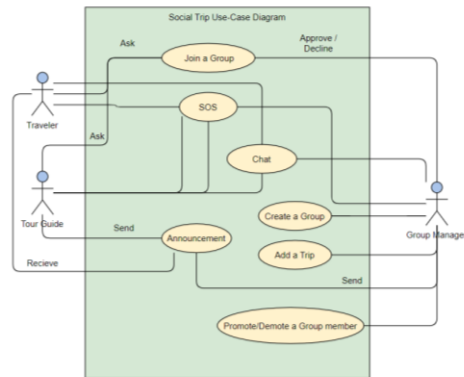 Social Trip Use-Case Diagram
Ask
Approve /
Decline
Join a Group
SOS
Traveler
Ask
Chat
Create a Group
Tour Guide
Send
Announcement
Group Manage
Add a Trip
Recieve
Send
Promote/Demote a Group member